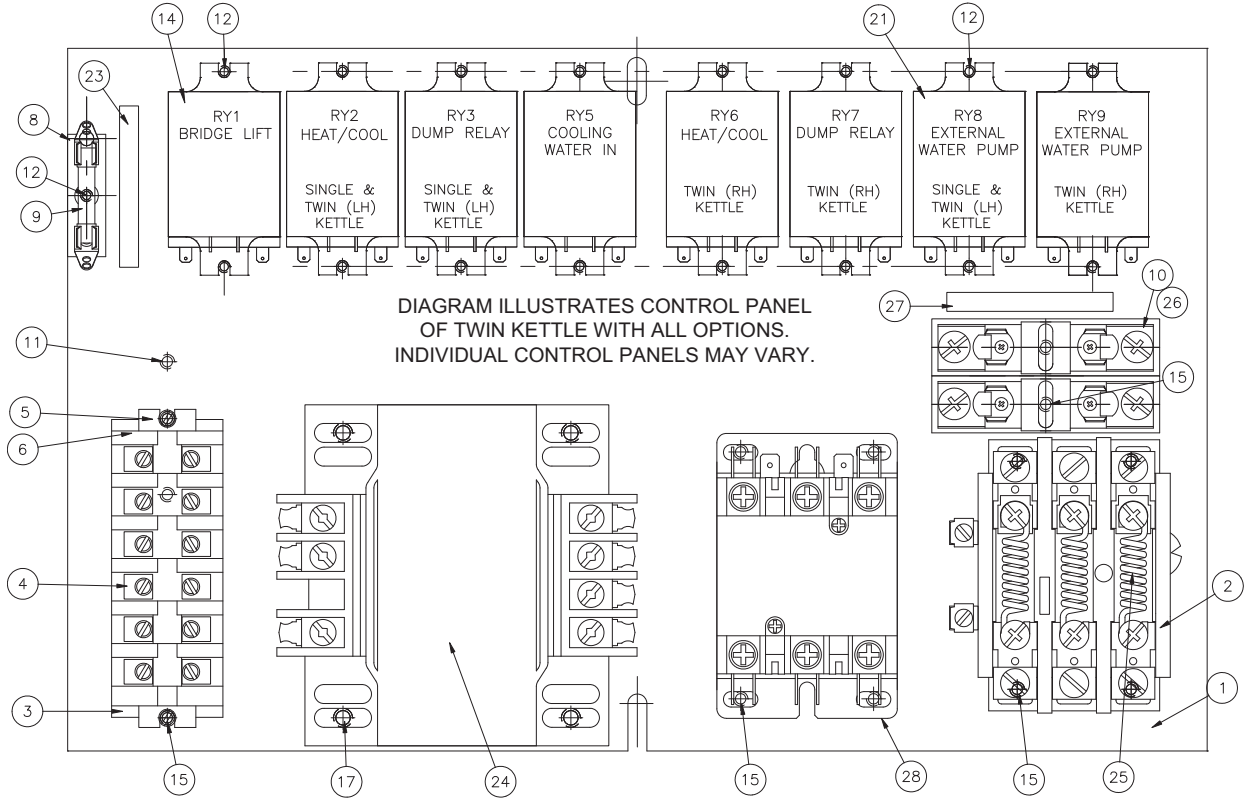 14
12
21
12
23
8
12
9
RY1
BRIDGE LIFT
RY2
HEAT/COOL
SINGLE &
TWIN (LH)
KETTLE
RY3
DUMP RELAY
SINGLE &
TWIN (LH)
KETTLE
RY5
COOLING
WATER IN
RY6
HEAT/COOL
TWIN (RH)
KETTLE
RY7
DUMP RELAY
TWIN (RH)
KETTLE
RY8
EXTERNAL
WATER PUMP
SINGLE &
TWIN (LH)
KETTLE
RY9
EXTERNAL
WATER PUMP
TWIN (RH)
KETTLE
DIAGRAM ILLUSTRATES CONTROL PANEL
OF TWIN KETTLE WITH ALL OPTIONS.
INDIVIDUAL CONTROL PANELS MAY VARY.
27
10
26
11
15
5
6
4
2
3
1
15
17
24
15
28
15
25